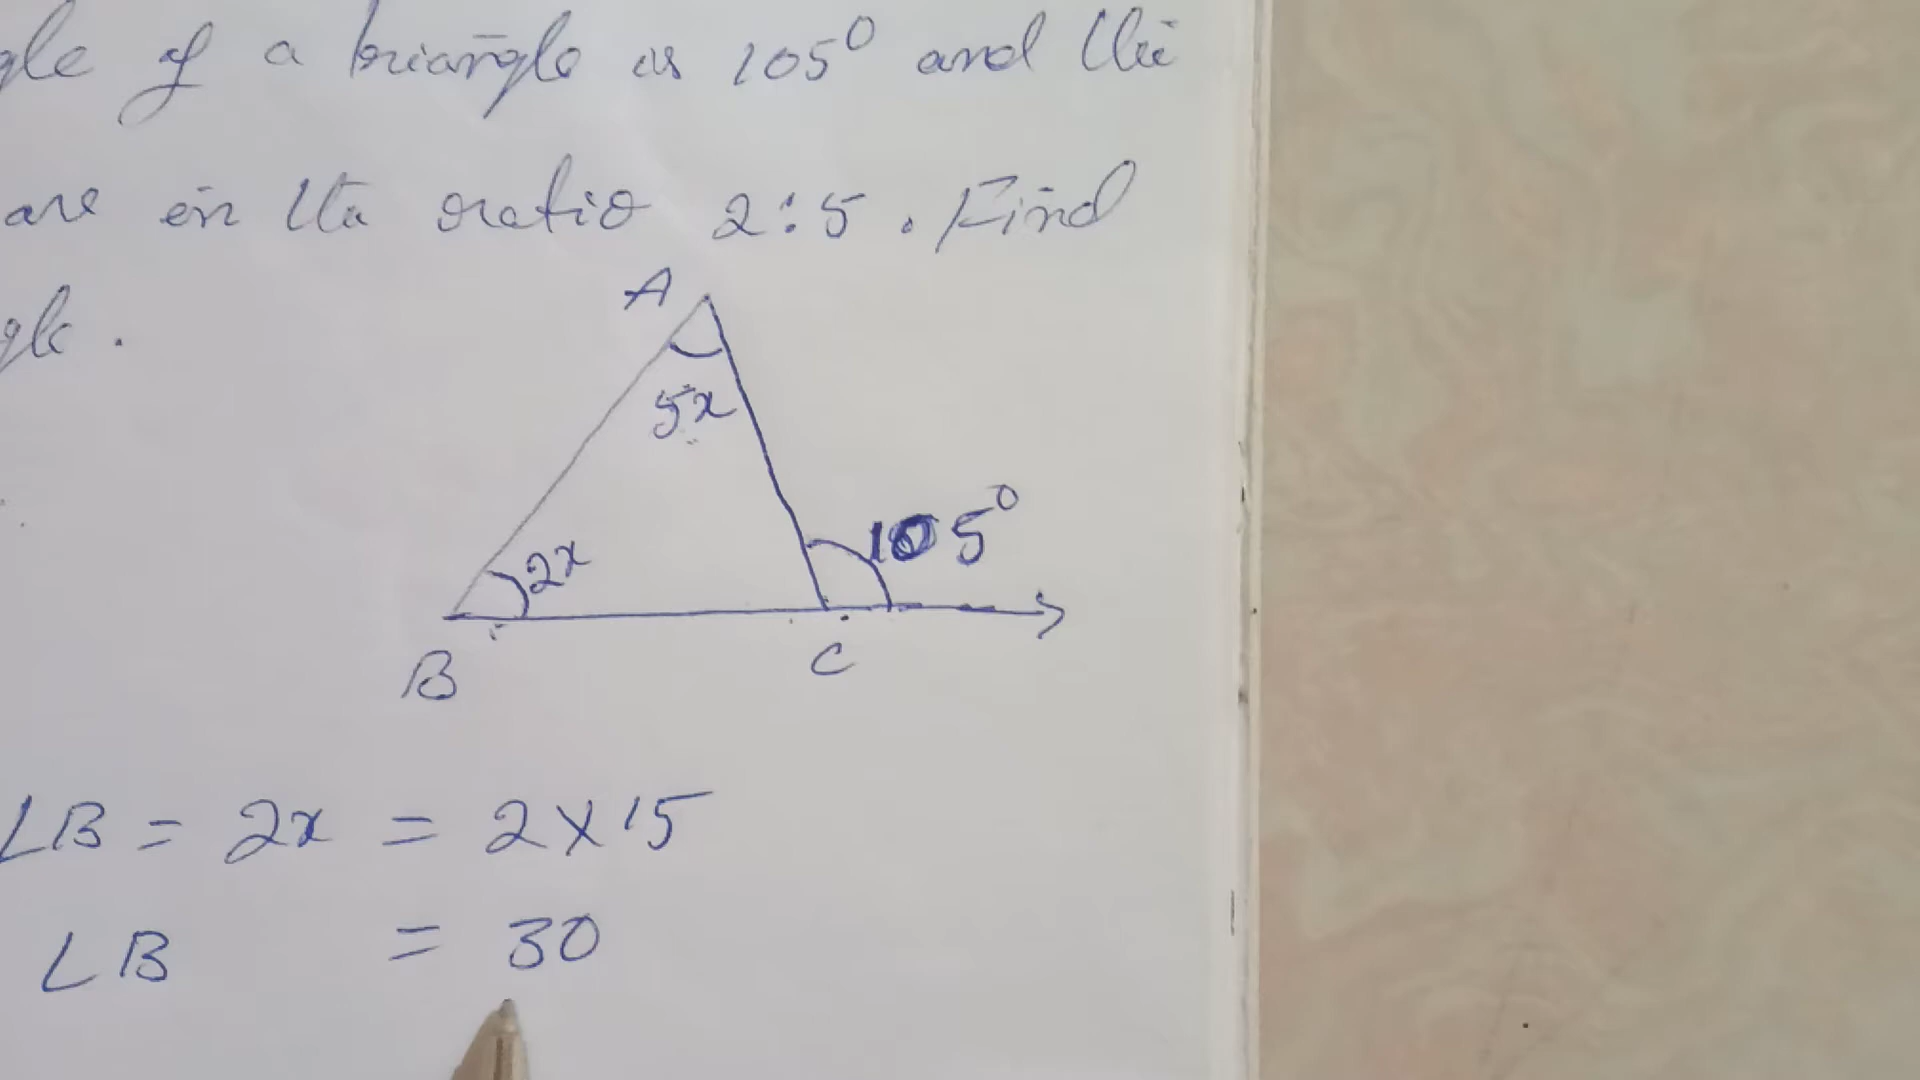 gle of a triangle is 105° and the
are in the ratio 2:5. Find
gle.
A
5x
2x
105°
B
C
∠B = 2x = 2×15
∠B = 30